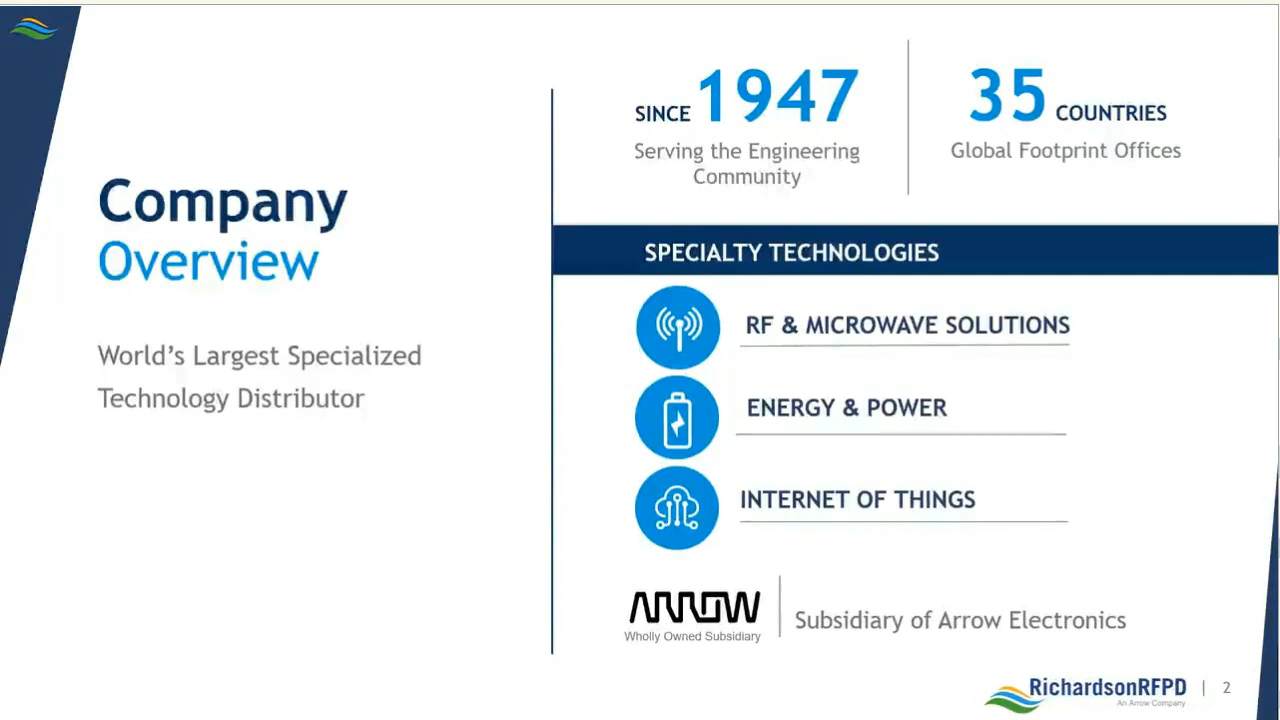 Company
Overview
World's Largest Specialized
Technology Distributor
SINCE 1947
Serving the Engineering
Community
35 COUNTRIES
Global Footprint Offices
SPECIALTY TECHNOLOGIES
RF & MICROWAVE SOLUTIONS
ENERGY & POWER
INTERNET OF THINGS
ARROW
Wholly Owned Subsidiary
Subsidiary of Arrow Electronics
RichardsonRFPD
An Arrow Company
| 2